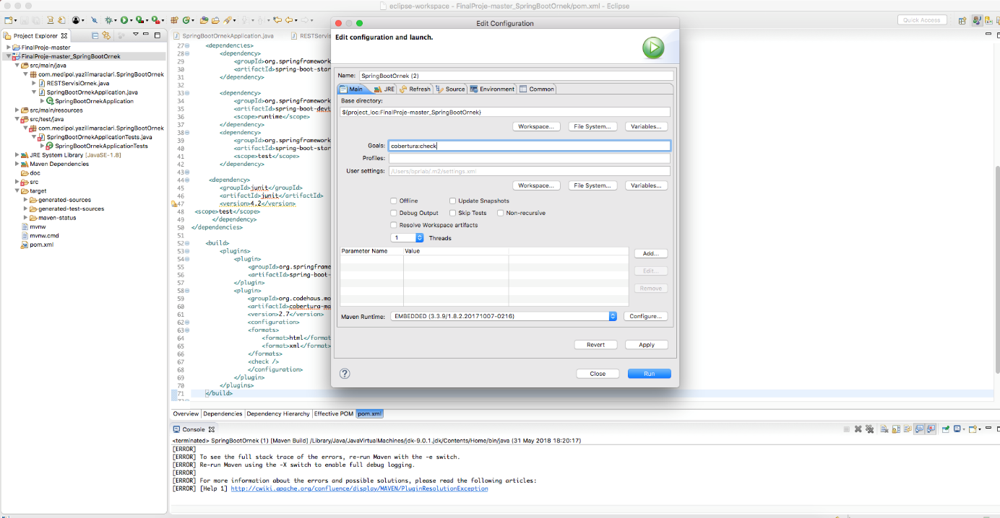 eclipse-workspace - FinalProje-master_SpringBootOrnek/pom.xml - Eclipse
Quick Access
Project Explorer
FinalProje-master
FinalProje-master_SpringBootOrnek
src/main/java
com.medipol.yazilimaraclari.SpringBootOrnek
RESTServisiOrnek.java
SpringBootOrnekApplication.java
SpringBootOrnekApplication
src/main/resources
src/test/java
com.medipol.yazilimaraclari.SpringBootOrnek
SpringBootOrnekApplicationTests.java
SpringBootOrnekApplicationTests
JRE System Library [JavaSE-1.8]
Maven Dependencies
doc
src
target
generated-sources
generated-test-sources
maven-status
mvnw
mvnw.cmd
pom.xml
SpringBootOrnekApplication.java RESTServis
27 <dependencies>
28 <dependency>
29 <groupId>org.springframework
30 <artifactId>spring-boot-star
31 </dependency>
32
33 <dependency>
34 <groupId>org.springframework
35 <artifactId>spring-boot-devt
36 <scope>runtime</scope>
37 </dependency>
38 <dependency>
39 <groupId>org.springframework
40 <artifactId>spring-boot-star
41 <scope>test</scope>
42 </dependency>
43
44 <dependency>
45 <groupId>junit</groupId>
46 <artifactId>junit</artifactId>
47 <version>4.2</version>
48 <scope>test</scope>
49 </dependency>
50 </dependencies>
51
52 <build>
53 <plugins>
54 <plugin>
55 <groupId>org.springframe
56 <artifactId>spring-boot-
57 </plugin>
58 <plugin>
59 <groupId>org.codehaus.mo
60 <artifactId>cobertura-ma
61 <version>2.7</version>
62 <configuration>
63 <formats>
64 <format>html</format
65 <format>xml</format>
66 </formats>
67 <check />
68 </configuration>
69 </plugin>
70 </plugins>
71 </build>
Overview Dependencies Dependency Hierarchy Effective POM pom.xml
Edit Configuration
Edit configuration and launch.
Name: SpringBootOrnek (2)
Main JRE Refresh Source Environment Common
Base directory:
${project_loc:FinalProje-master_SpringBootOrnek}
Workspace... File System... Variables...
Goals: cobertura:check
Profiles:
User settings: /Users/bpriab/.m2/settings.xml
Workspace... File System... Variables...
Offline Update Snapshots
Debug Output Skip Tests Non-recursive
Resolve Workspace artifacts
1 Threads
Parameter Name Value
Add...
Edit...
Remove
Maven Runtime: EMBEDDED (3.3.9/1.8.2.20171007-0216) Configure...
Revert Apply
? Close Run
Console
<terminated> SpringBootOrnek (1) [Maven Build] /Library/Java/JavaVirtualMachines/jdk-9.0.1.jdk/Contents/Home/bin/java (31 May 2018 18:20:17)
[ERROR]
[ERROR] To see the full stack trace of the errors, re-run Maven with the -e switch.
[ERROR] Re-run Maven using the -X switch to enable full debug logging.
[ERROR]
[ERROR] For more information about the errors and possible solutions, please read the following articles:
[ERROR] [Help 1] http://cwiki.apache.org/confluence/display/MAVEN/PluginResolutionException